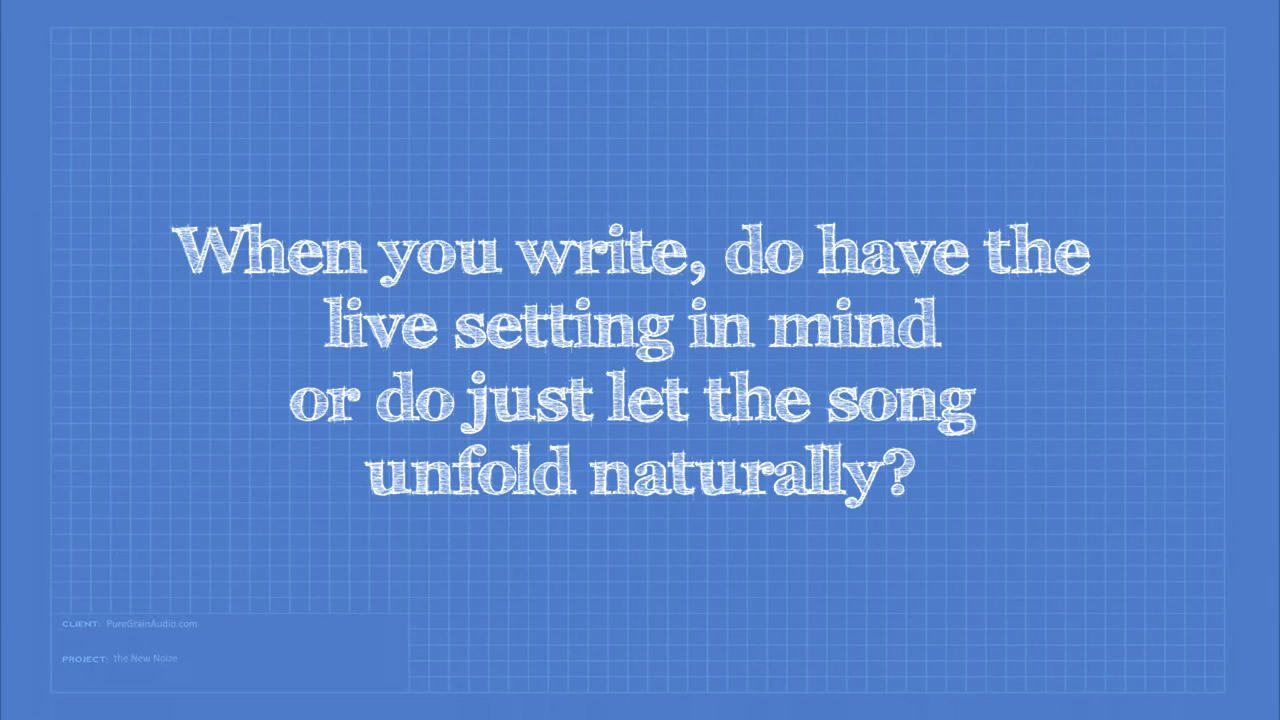 When you write, do have the
live setting in mind
or do just let the song
unfold naturally?
CLIENT: PureGrainAudio.com
PROJECT: the New Noize